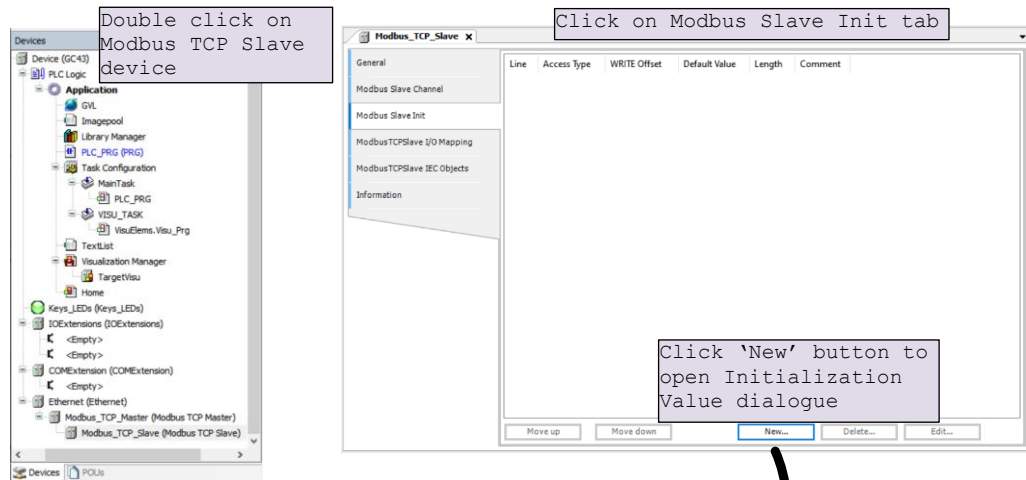 Double click on
Modbus TCP Slave
device
Click on Modbus Slave Init tab
Devices
Device (GC43)
PLC Logic
Application
GVL
Imagepool
Library Manager
PLC_PRG (PRG)
Task Configuration
MainTask
PLC_PRG
VISU_TASK
VisuElems.Visu_Prg
TextList
Visualization Manager
TargetVisu
Home
Keys_LEDs (Keys_LEDs)
IOExtensions (IOExtensions)
<Empty>
<Empty>
COMExtension (COMExtension)
<Empty>
Ethernet (Ethernet)
Modbus_TCP_Master (Modbus TCP Master)
Modbus_TCP_Slave (Modbus TCP Slave)
Devices POUs
Modbus_TCP_Slave x
General
Modbus Slave Channel
Modbus Slave Init
ModbusTCPSlave I/O Mapping
ModbusTCPSlave IEC Objects
Information
Line Access Type WRITE Offset Default Value Length Comment
Click ‘New’ button to
open Initialization
Value dialogue
Move up Move down New... Delete... Edit...